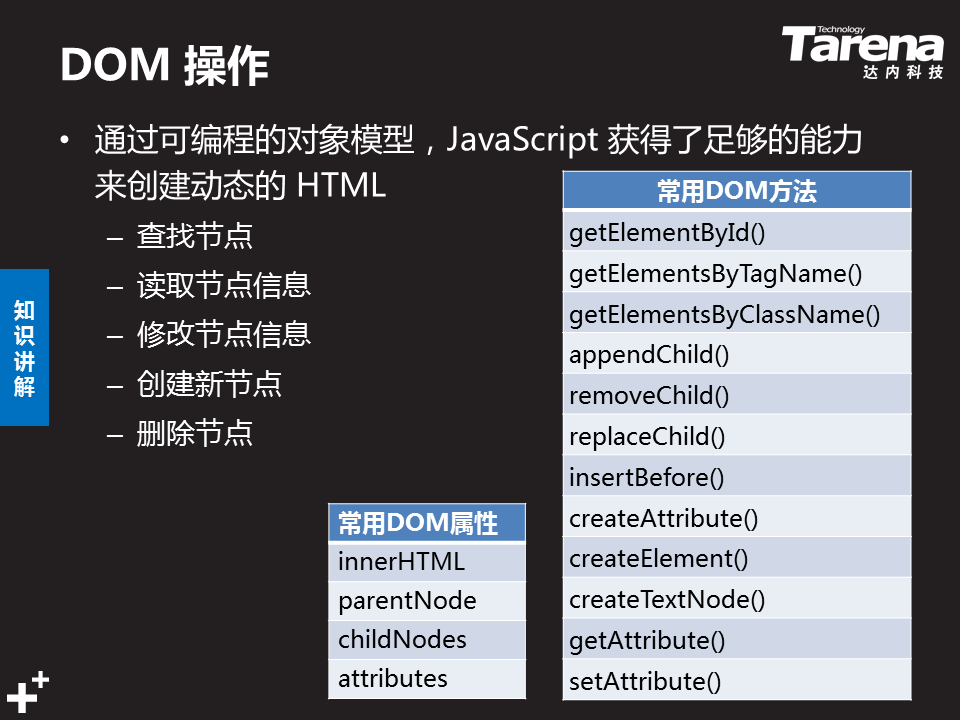 DOM 操作
Technology
Tarena
达内科技
• 通过可编程的对象模型，JavaScript 获得了足够的能力
来创建动态的 HTML
– 查找节点
– 读取节点信息
– 修改节点信息
– 创建新节点
– 删除节点
知
识
讲
解
常用DOM属性
innerHTML
parentNode
childNodes
attributes
常用DOM方法
getElementById()
getElementsByTagName()
getElementsByClassName()
appendChild()
removeChild()
replaceChild()
insertBefore()
createAttribute()
createElement()
createTextNode()
getAttribute()
setAttribute()